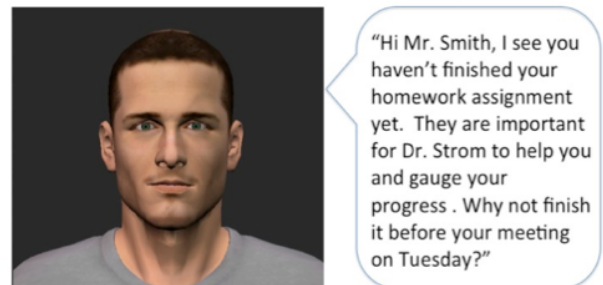 “Hi Mr. Smith, I see you
haven’t finished your
homework assignment
yet.  They are important
for Dr. Strom to help you
and gauge your
progress . Why not finish
it before your meeting
on Tuesday?”